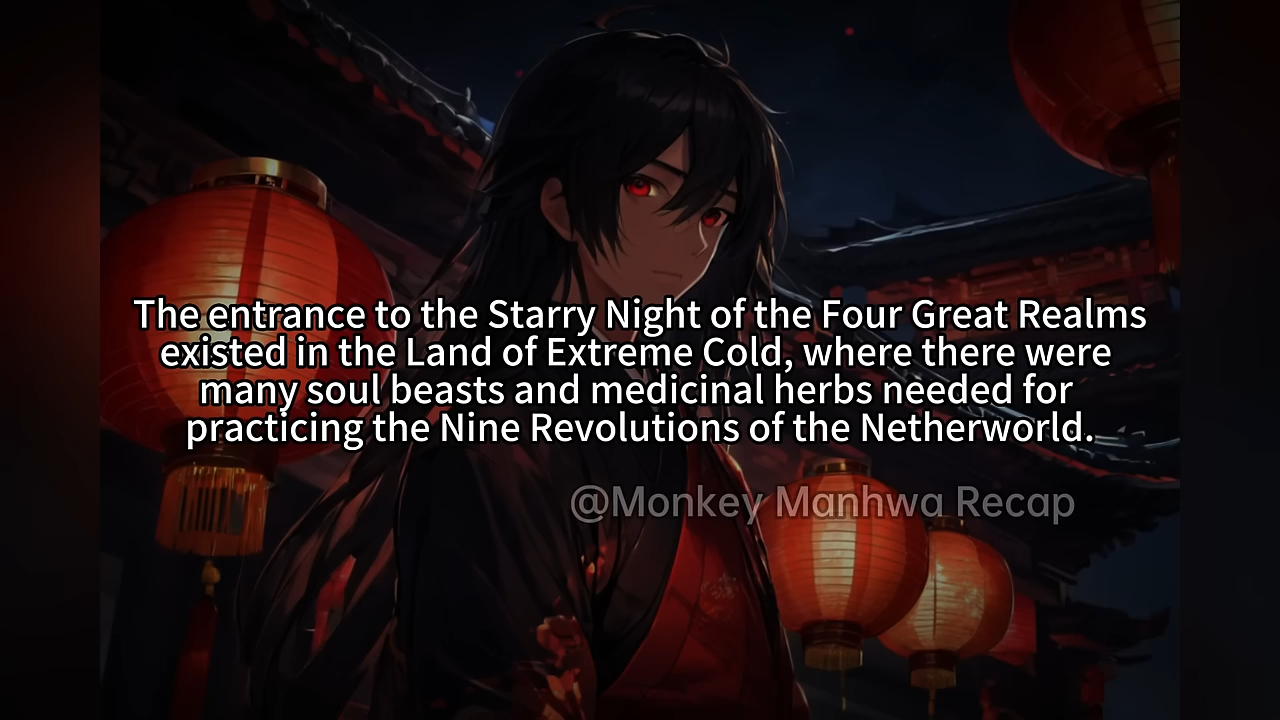 The entrance to the Starry Night of the Four Great Realms
existed in the Land of Extreme Cold, where there were
many soul beasts and medicinal herbs needed for
practicing the Nine Revolutions of the Netherworld.
@Monkey Manhwa Recap